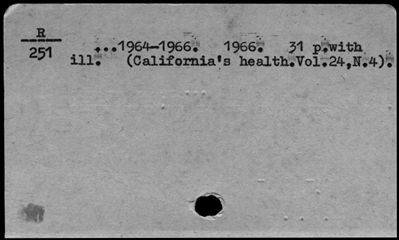 R
251
...1964-1966. 1966. 31 p.with
ill. (California's health.Vol.24,N.4).